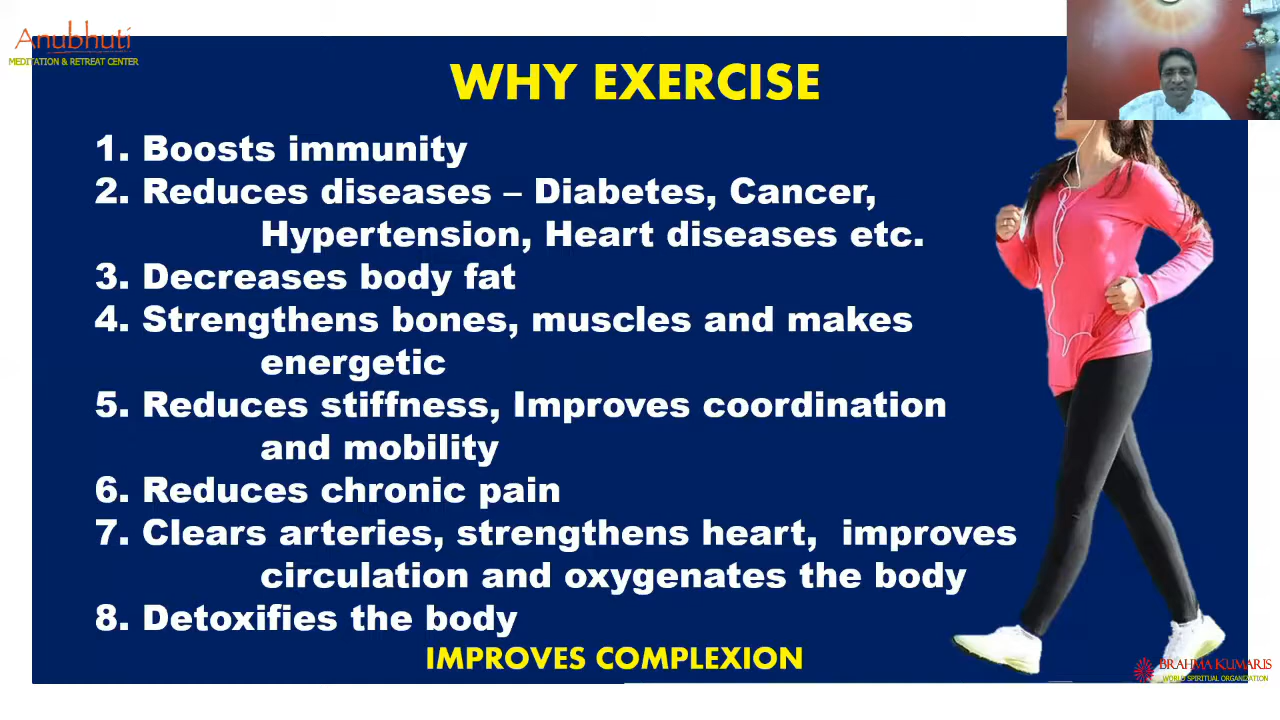 Anubhuti
MEDITATION & RETREAT CENTER
WHY EXERCISE
1. Boosts immunity
2. Reduces diseases – Diabetes, Cancer,
Hypertension, Heart diseases etc.
3. Decreases body fat
4. Strengthens bones, muscles and makes
energetic
5. Reduces stiffness, Improves coordination
and mobility
6. Reduces chronic pain
7. Clears arteries, strengthens heart, improves
circulation and oxygenates the body
8. Detoxifies the body
IMPROVES COMPLEXION
BRAHMA KUMARIS
WORLD SPIRITUAL ORGANIZATION